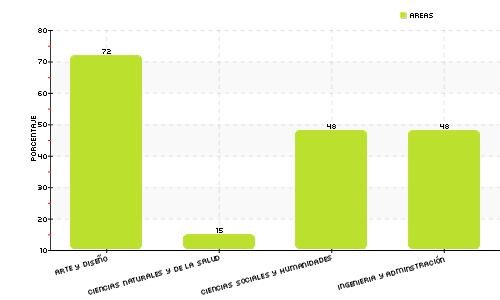 AREAS
80
70
60
50
40
30
20
10
PORCENTAJE
72
15
48
48
ARTE Y DISEÑO
CIENCIAS NATURALES Y DE LA SALUD
CIENCIAS SOCIALES Y HUMANIDADES
INGENIERIA Y ADMINSTRACIÓN